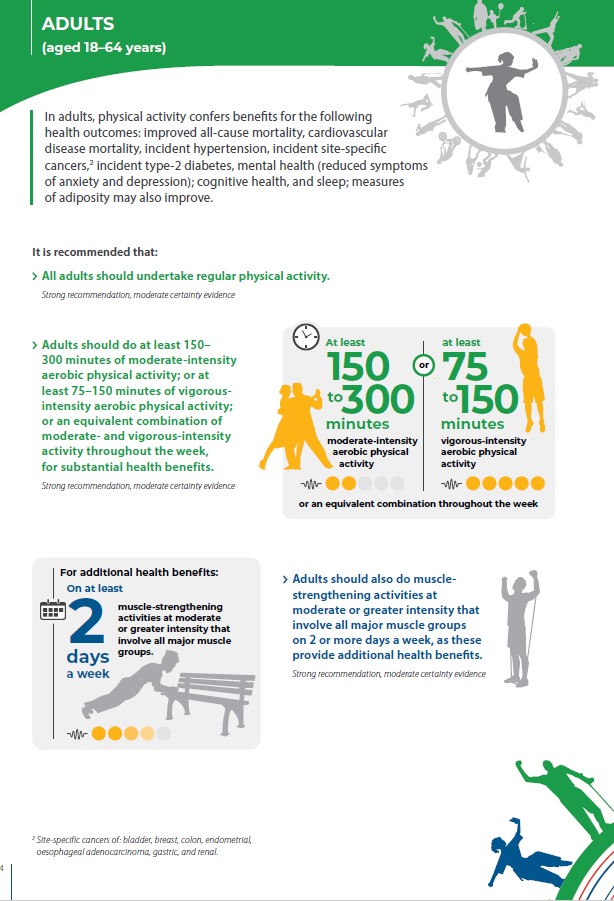 ADULTS
(aged 18–64 years)
In adults, physical activity confers benefits for the following
health outcomes: improved all-cause mortality, cardiovascular
disease mortality, incident hypertension, incident site-specific
cancers,² incident type-2 diabetes, mental health (reduced symptoms
of anxiety and depression); cognitive health, and sleep; measures
of adiposity may also improve.
It is recommended that:
> All adults should undertake regular physical activity.
Strong recommendation, moderate certainty evidence
> Adults should do at least 150–
300 minutes of moderate-intensity
aerobic physical activity; or at
least 75–150 minutes of vigorous-
intensity aerobic physical activity;
or an equivalent combination of
moderate- and vigorous-intensity
activity throughout the week,
for substantial health benefits.
Strong recommendation, moderate certainty evidence
At least
150
to 300
minutes
moderate-intensity
aerobic physical
activity
or
at least
75
to 150
minutes
vigorous-intensity
aerobic physical
activity
or an equivalent combination throughout the week
For additional health benefits:
On at least
2
days
a week
muscle-strengthening
activities at moderate
or greater intensity that
involve all major muscle
groups.
> Adults should also do muscle-
strengthening activities at
moderate or greater intensity that
involve all major muscle groups
on 2 or more days a week, as these
provide additional health benefits.
Strong recommendation, moderate certainty evidence
² Site-specific cancers of: bladder, breast, colon, endometrial,
oesophageal adenocarcinoma, gastric, and renal.
4